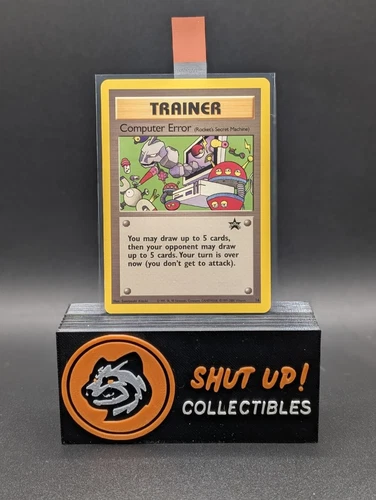 TRAINER
Computer Error (Rocket's Secret Machine)
You may draw up to 5 cards,
then your opponent may draw
up to 5 cards. Your turn is over
now (you don't get to attack).
SHUT UP!
COLLECTIBLES